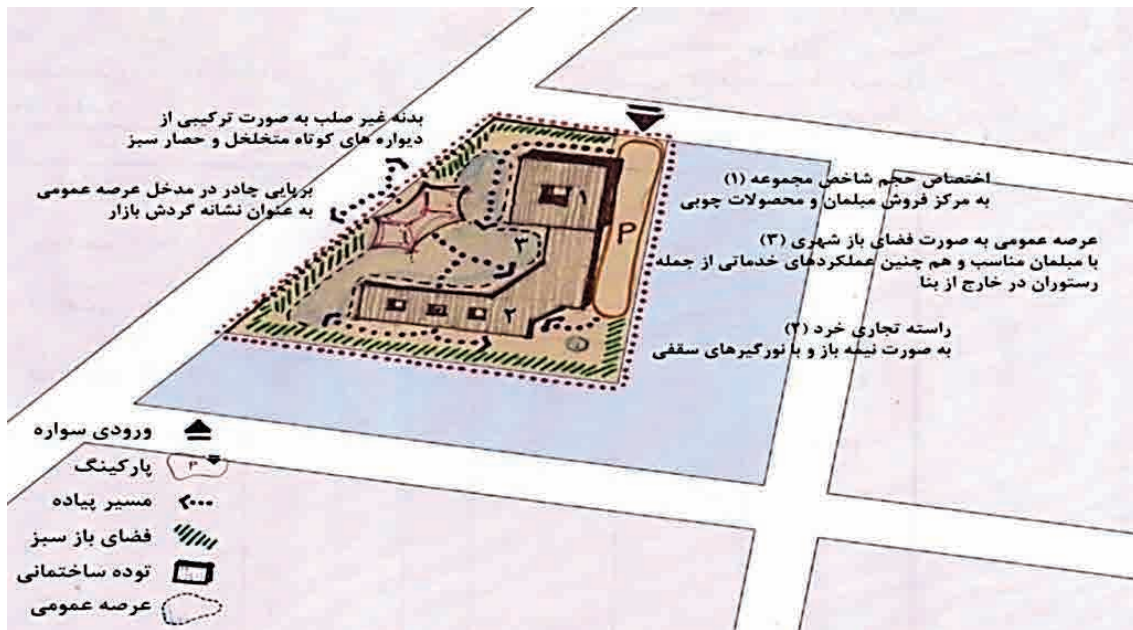 بدنه غیر صلب به صورت ترکیبی از
دیواره های کوتاه متخلخل و حصار سبز
برپایی چادر در مدخل عرصه عمومی
به عنوان نشانه گردش بازار
اختصاص حجم شاخص مجموعه (۱)
به مرکز فروش مبلمان و محصولات چوبی
عرصه عمومی به صورت فضای باز شهری (۳)
با مبلمان مناسب و هم چنین عملکردهای خدماتی از جمله
رستوران در خارج از بنا
راسته تجاری خرد (۲)
به صورت نیمه باز و با نورگیرهای سقفی
۱
P
۳
۲
ورودی سواره
پارکینگ
P
مسیر پیاده
فضای باز سبز
توده ساختمانی
عرصه عمومی